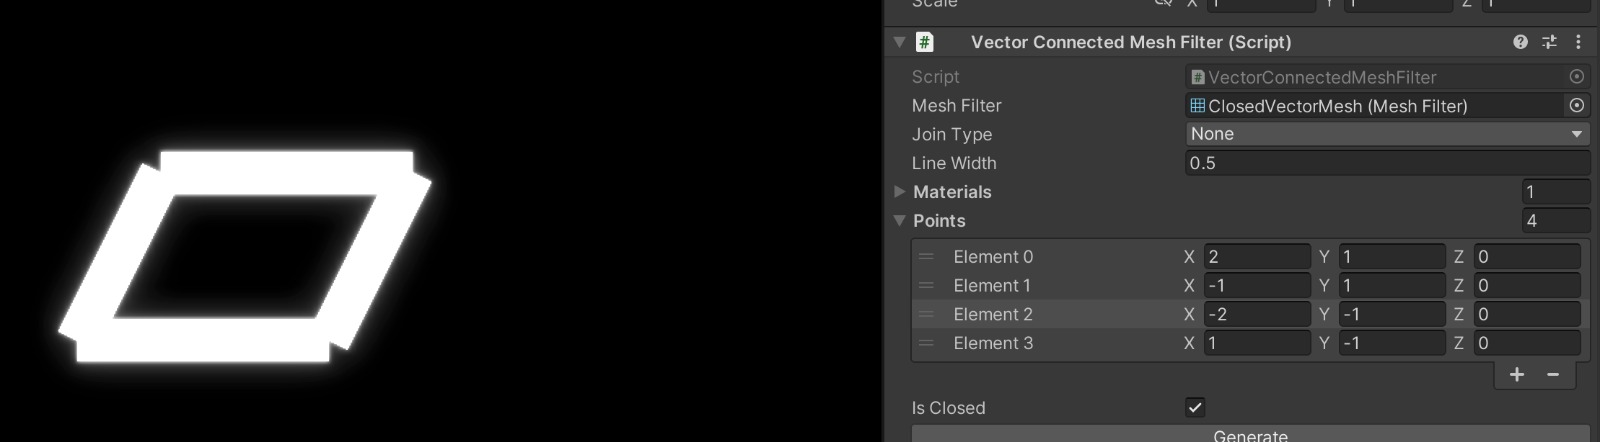 Scale X 1 Y 1 Z 1
# Vector Connected Mesh Filter (Script)
Script # VectorConnectedMeshFilter
Mesh Filter ClosedVectorMesh (Mesh Filter)
Join Type None
Line Width 0.5
Materials 1
Points 4
Element 0 X 2 Y 1 Z 0
Element 1 X -1 Y 1 Z 0
Element 2 X -2 Y -1 Z 0
Element 3 X 1 Y -1 Z 0
+ −
Is Closed
Generate